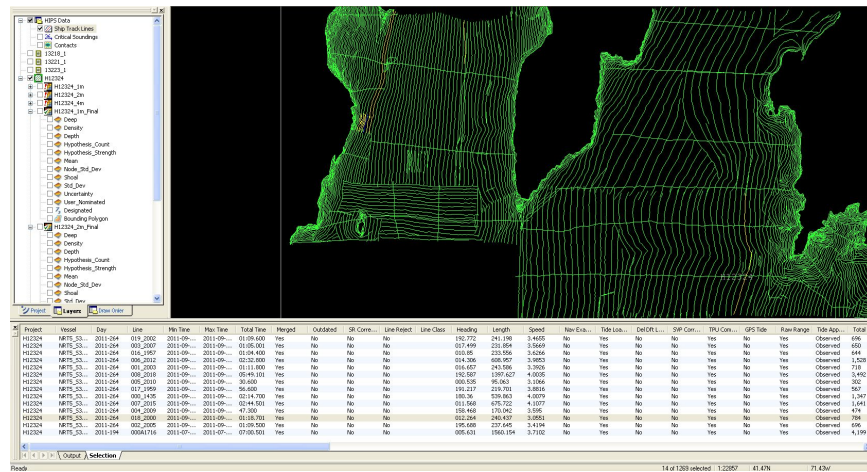 HIPS Data
Ship Track Lines
Critical Soundings
Contacts
13218_1
13221_1
13223_1
H12324
H12324_1m
H12324_2m
H12324_4m
H12324_1m_Final
Deep
Density
Depth
Hypothesis_Count
Hypothesis_Strength
Mean
Node_Std_Dev
Shoal
Std_Dev
Uncertainty
User_Nominated
Designated
Bounding Polygon
H12324_2m_Final
Deep
Density
Depth
Hypothesis_Count
Hypothesis_Strength
Mean
Node_Std_Dev
Shoal
Std_Dev
Project Layers Draw Order
Project Vessel Day Line Min Time Max Time Total Time Merged Outdated SR Corre... Line Reject Line Class Heading Length Speed Nav Exa... Tide Loa... Del Dft L... SVP Corr... TPU Com... GPS Tide Raw Range Tide App... Total
H12324 NRT5_53... 2011-264 019_2002 2011-09-... 2011-09-... 01:09.600 Yes No No No 192.772 241.198 3.4655 No Yes No No Yes No Yes Observed 696
H12324 NRT5_53... 2011-264 003_2007 2011-09-... 2011-09-... 01:05.001 Yes No No No 017.499 231.854 3.5669 No Yes No No Yes No Yes Observed 650
H12324 NRT5_53... 2011-264 016_1957 2011-09-... 2011-09-... 01:04.400 Yes No No No 010.85 233.556 3.6266 No Yes No No Yes No Yes Observed 644
H12324 NRT5_53... 2011-264 006_2012 2011-09-... 2011-09-... 02:32.800 Yes No No No 014.306 608.957 3.9853 No Yes No No Yes No Yes Observed 1,528
H12324 NRT5_53... 2011-264 001_2003 2011-09-... 2011-09-... 01:11.800 Yes No No No 016.657 243.586 3.3926 No Yes No No Yes No Yes Observed 718
H12324 NRT5_53... 2011-264 008_2018 2011-09-... 2011-09-... 05:49.101 Yes No No No 192.587 1397.627 4.0035 No Yes No No Yes No Yes Observed 3,492
H12324 NRT5_53... 2011-264 005_2010 2011-09-... 2011-09-... 30.600 Yes No No No 000.535 95.063 3.1066 No Yes No No Yes No Yes Observed 302
H12324 NRT5_53... 2011-264 017_1959 2011-09-... 2011-09-... 56.600 Yes No No No 191.217 219.701 3.8816 No Yes No No Yes No Yes Observed 567
H12324 NRT5_53... 2011-264 000_1435 2011-09-... 2011-09-... 02:14.700 Yes No No No 180.36 539.863 4.0079 No Yes No No Yes No Yes Observed 1,347
H12324 NRT5_53... 2011-264 007_2015 2011-09-... 2011-09-... 02:44.501 Yes No No No 011.568 675.722 4.1077 No Yes No No Yes No Yes Observed 1,641
H12324 NRT5_53... 2011-264 004_2009 2011-09-... 2011-09-... 47.300 Yes No No No 158.468 170.042 3.595 No Yes No No Yes No Yes Observed 474
H12324 NRT5_53... 2011-264 018_2000 2011-09-... 2011-09-... 01:18.701 Yes No No No 012.264 240.437 3.0551 No Yes No No Yes No Yes Observed 784
H12324 NRT5_53... 2011-264 002_2005 2011-09-... 2011-09-... 01:09.500 Yes No No No 195.688 237.645 3.4194 No Yes No No Yes No Yes Observed 696
H12324 NRT5_53... 2011-194 000A1716 2011-07-... 2011-07-... 07:00.501 Yes No No No 005.631 1560.154 3.7102 No Yes No No Yes No Yes Observed 4,199
Output Selection
Ready 14 of 1269 selected 1:22857 41.47N 71.43W